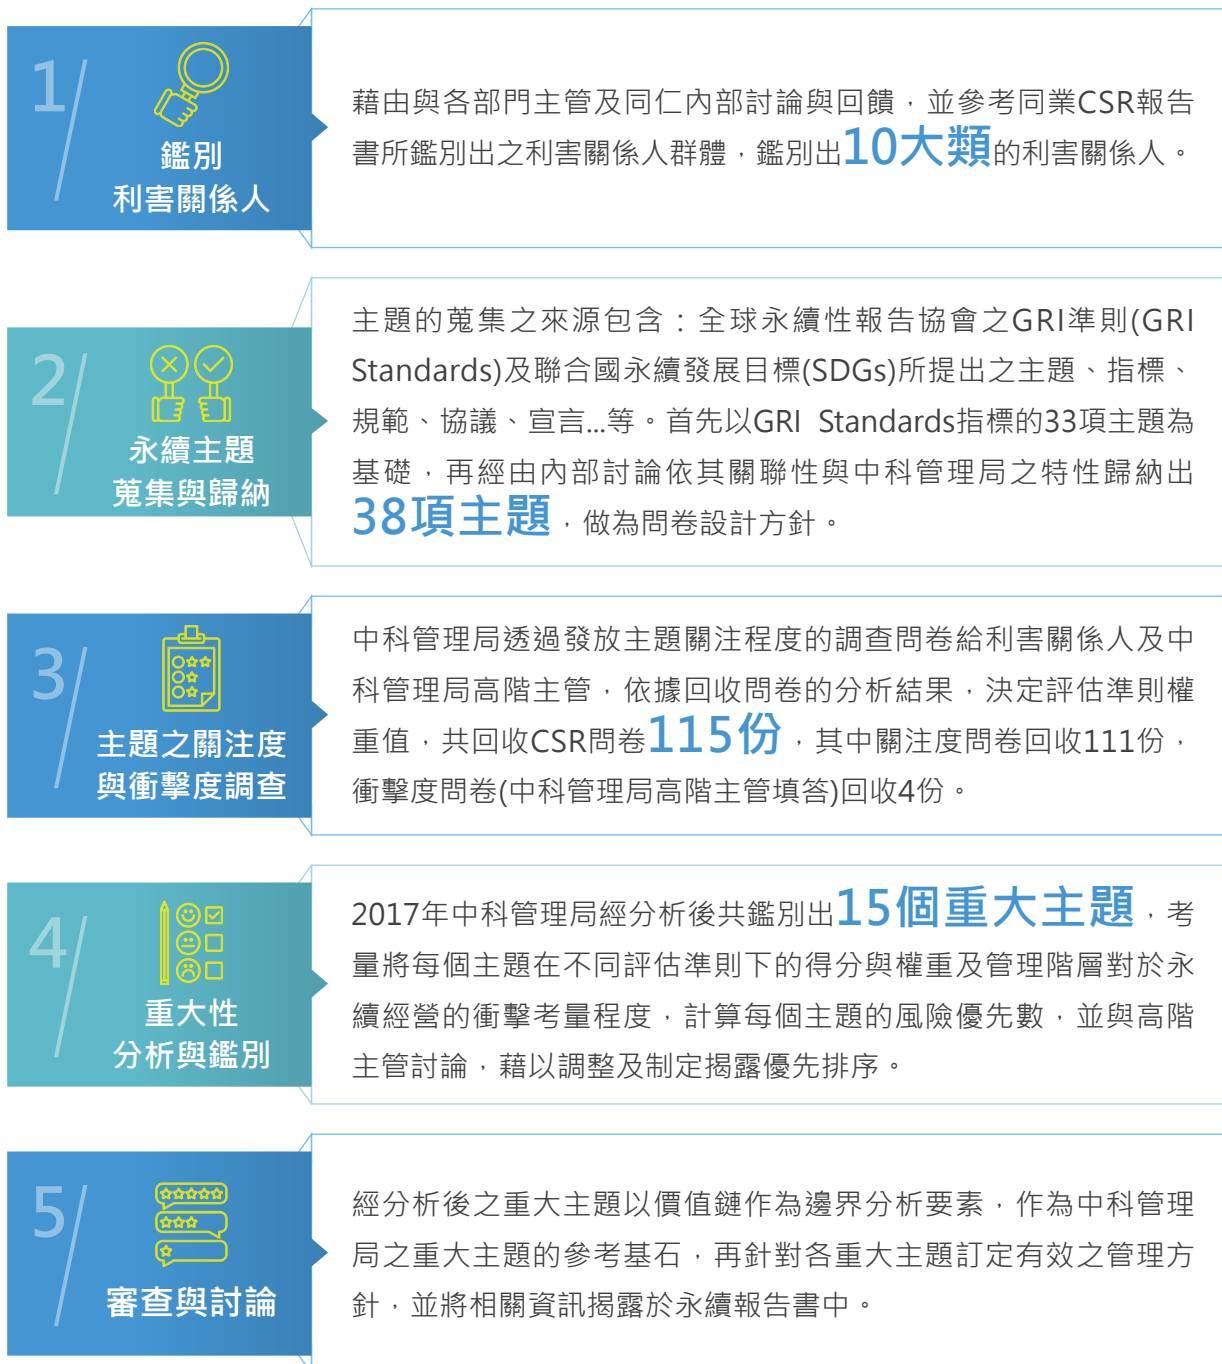 1
鑑別
利害關係人
藉由與各部門主管及同仁內部討論與回饋，並參考同業CSR報告
書所鑑別出之利害關係人群體，鑑別出10大類的利害關係人。
2
永續主題
蒐集與歸納
主題的蒐集之來源包含：全球永續性報告協會之GRI準則(GRI
Standards)及聯合國永續發展目標(SDGs)所提出之主題、指標、
規範、協議、宣言...等。首先以GRI Standards指標的33項主題為
基礎，再經由內部討論依其關聯性與中科管理局之特性歸納出
38項主題，做為問卷設計方針。
3
主題之關注度
與衝擊度調查
中科管理局透過發放主題關注程度的調查問卷給利害關係人及中
科管理局高階主管，依據回收問卷的分析結果，決定評估準則權
重值，共回收CSR問卷115份，其中關注度問卷回收111份，
衝擊度問卷(中科管理局高階主管填答)回收4份。
4
重大性
分析與鑑別
2017年中科管理局經分析後共鑑別出15個重大主題，考
量將每個主題在不同評估準則下的得分與權重及管理階層對於永
續經營的衝擊考量程度，計算每個主題的風險優先數，並與高階
主管討論，藉以調整及制定揭露優先排序。
5
審查與討論
經分析後之重大主題以價值鏈作為邊界分析要素，作為中科管理
局之重大主題的參考基石，再針對各重大主題訂定有效之管理方
針，並將相關資訊揭露於永續報告書中。